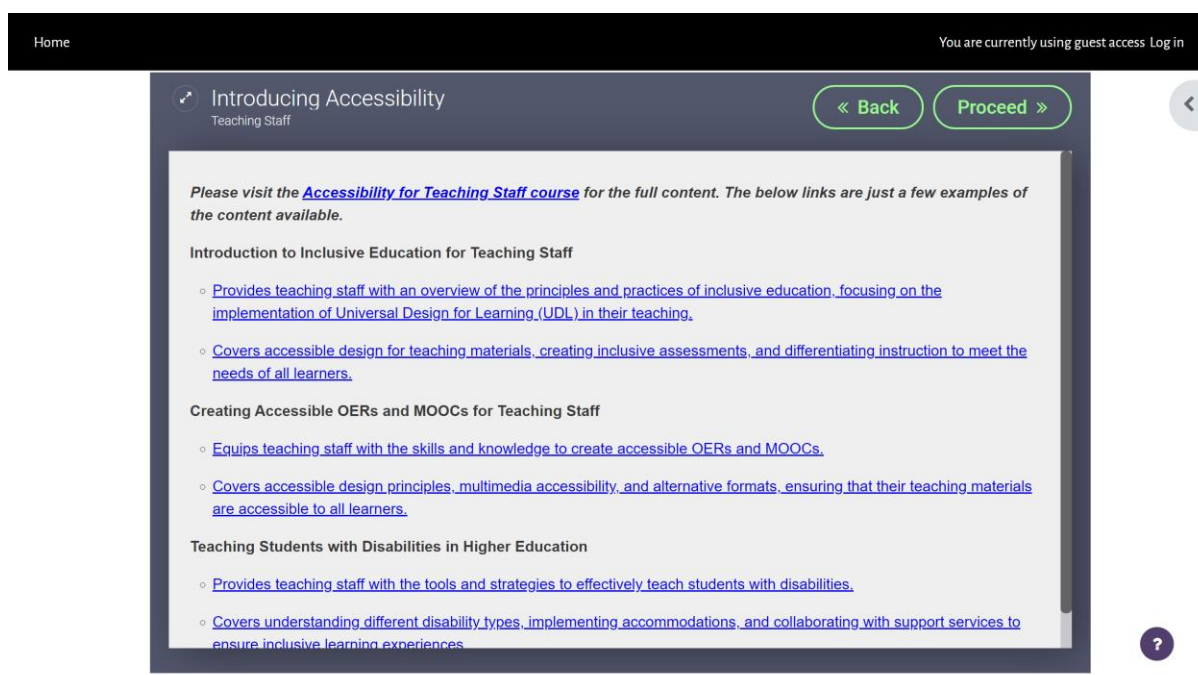 Home
You are currently using guest access Log in
Introducing Accessibility
Teaching Staff
« Back
Proceed »
Please visit the Accessibility for Teaching Staff course for the full content. The below links are just a few examples of
the content available.
Introduction to Inclusive Education for Teaching Staff
Provides teaching staff with an overview of the principles and practices of inclusive education, focusing on the
implementation of Universal Design for Learning (UDL) in their teaching.
Covers accessible design for teaching materials, creating inclusive assessments, and differentiating instruction to meet the
needs of all learners.
Creating Accessible OERs and MOOCs for Teaching Staff
Equips teaching staff with the skills and knowledge to create accessible OERs and MOOCs.
Covers accessible design principles, multimedia accessibility, and alternative formats, ensuring that their teaching materials
are accessible to all learners.
Teaching Students with Disabilities in Higher Education
Provides teaching staff with the tools and strategies to effectively teach students with disabilities.
Covers understanding different disability types, implementing accommodations, and collaborating with support services to
ensure inclusive learning experiences
?